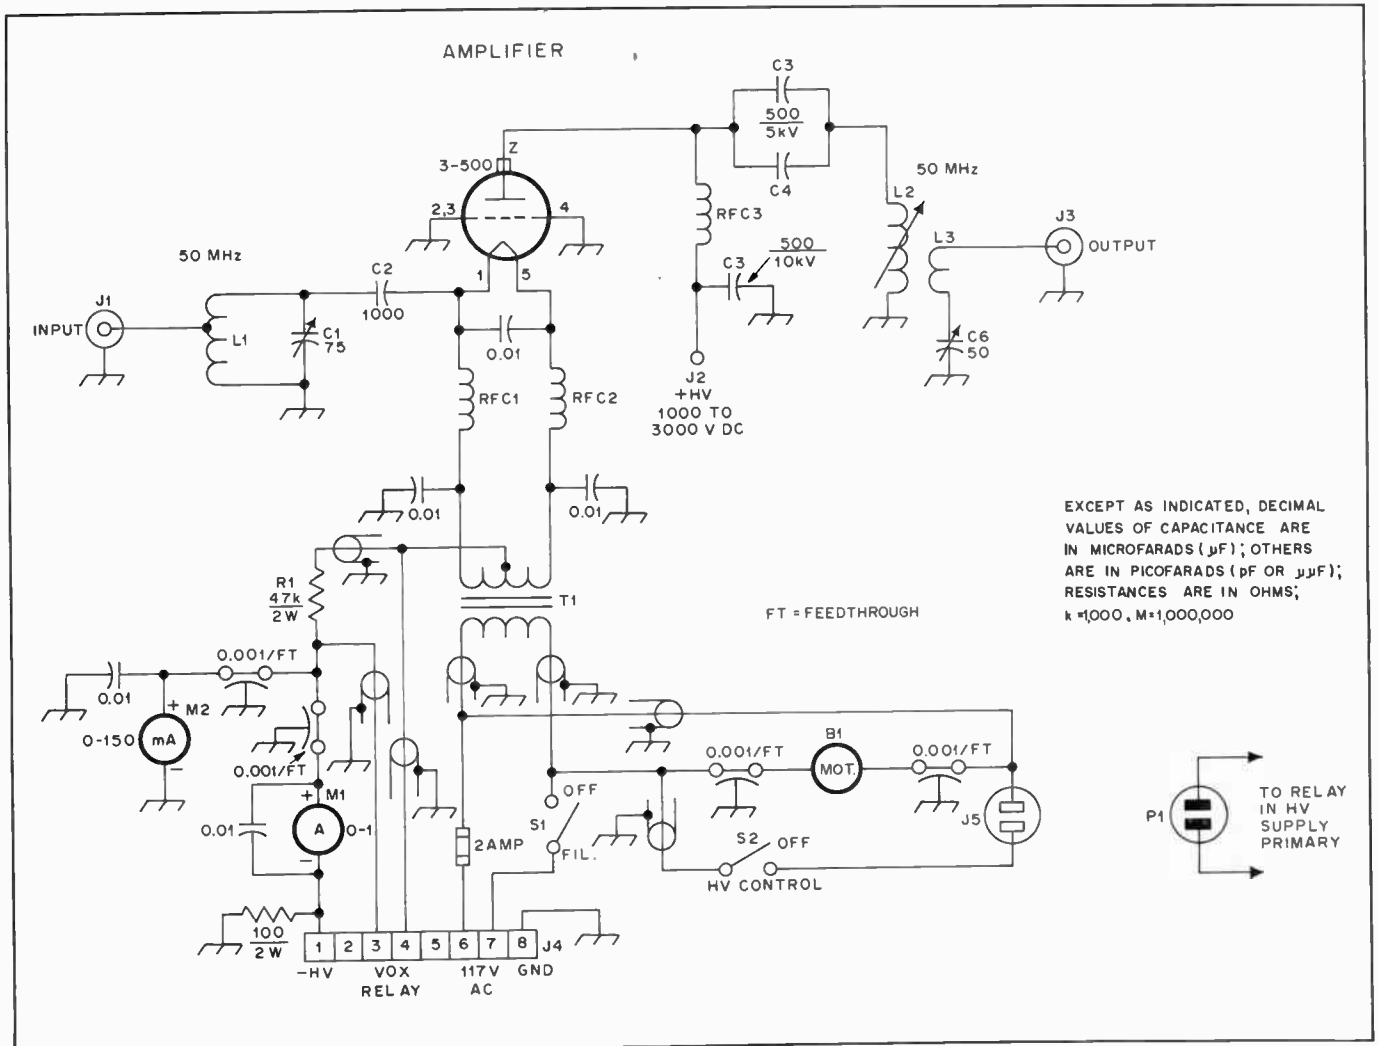 AMPLIFIER
C3
500
5kV
C4
Z
3-500
2,3
4
1
5
50 MHz
L2
J3
OUTPUT
L3
RFC3
500
10kV
C3
50 MHz
C2
1000
J1
INPUT
L1
C1
75
0.01
C6
50
J2
+HV
1000 TO
3000 V DC
RFC1
RFC2
0.01
0.01
EXCEPT AS INDICATED, DECIMAL
VALUES OF CAPACITANCE ARE
IN MICROFARADS (µF); OTHERS
ARE IN PICOFARADS (pF OR µµF);
RESISTANCES ARE IN OHMS;
k=1,000, M=1,000,000
R1
47k
2W
T1
FT = FEEDTHROUGH
0.001/FT
0.01
+
M2
0-150
mA
−
0.001/FT
0.001/FT
B1
MOT.
0.001/FT
+
M1
0.01
A
0-1
−
2AMP
OFF
S1
FIL.
S2
OFF
HV CONTROL
J5
P1
TO RELAY
IN HV
SUPPLY
PRIMARY
100
2W
1 2 3 4 5 6 7 8
J4
-HV
VOX
RELAY
117V
AC
GND